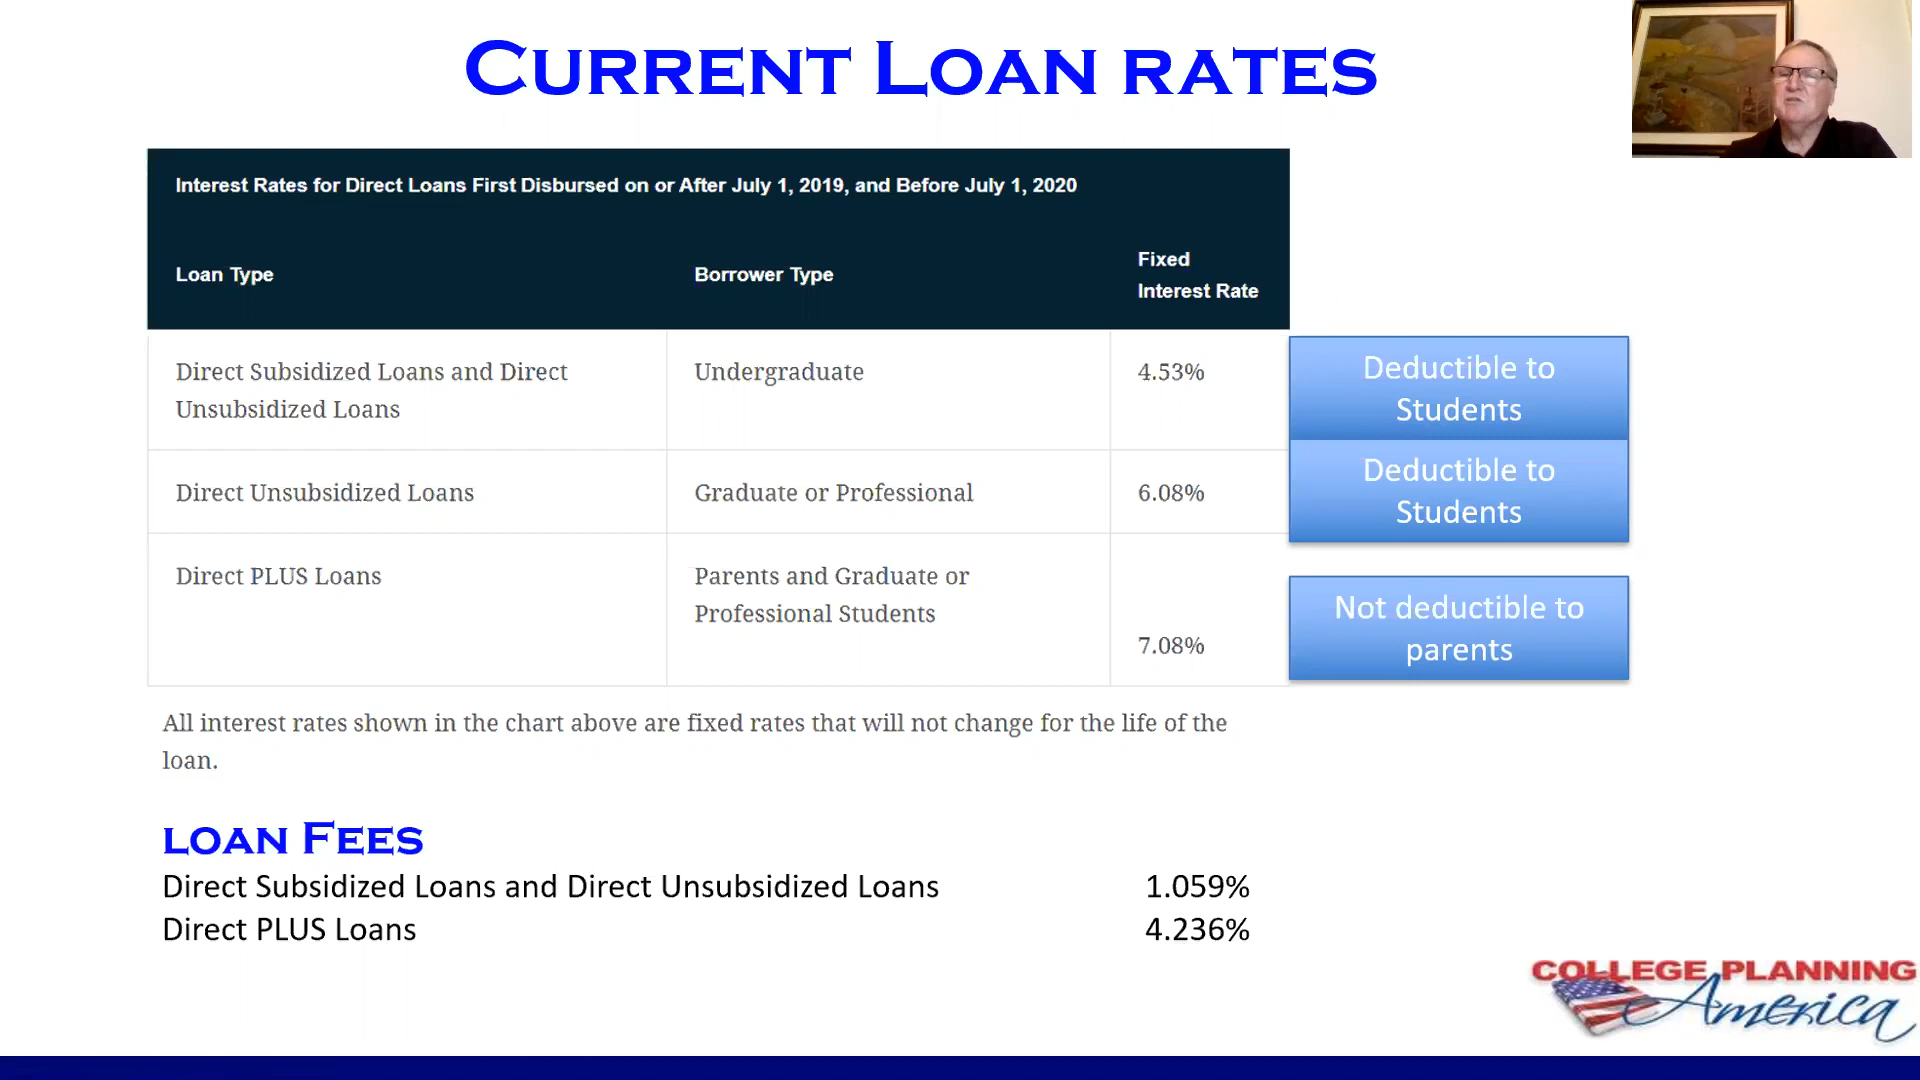 CURRENT LOAN RATES
Interest Rates for Direct Loans First Disbursed on or After July 1, 2019, and Before July 1, 2020
Loan Type
Borrower Type
Fixed
Interest Rate
Direct Subsidized Loans and Direct
Unsubsidized Loans
Undergraduate
4.53%
Deductible to
Students
Direct Unsubsidized Loans
Graduate or Professional
6.08%
Deductible to
Students
Direct PLUS Loans
Parents and Graduate or
Professional Students
7.08%
Not deductible to
parents
All interest rates shown in the chart above are fixed rates that will not change for the life of the
loan.
LOAN FEES
Direct Subsidized Loans and Direct Unsubsidized Loans 1.059%
Direct PLUS Loans 4.236%
COLLEGE PLANNING
America